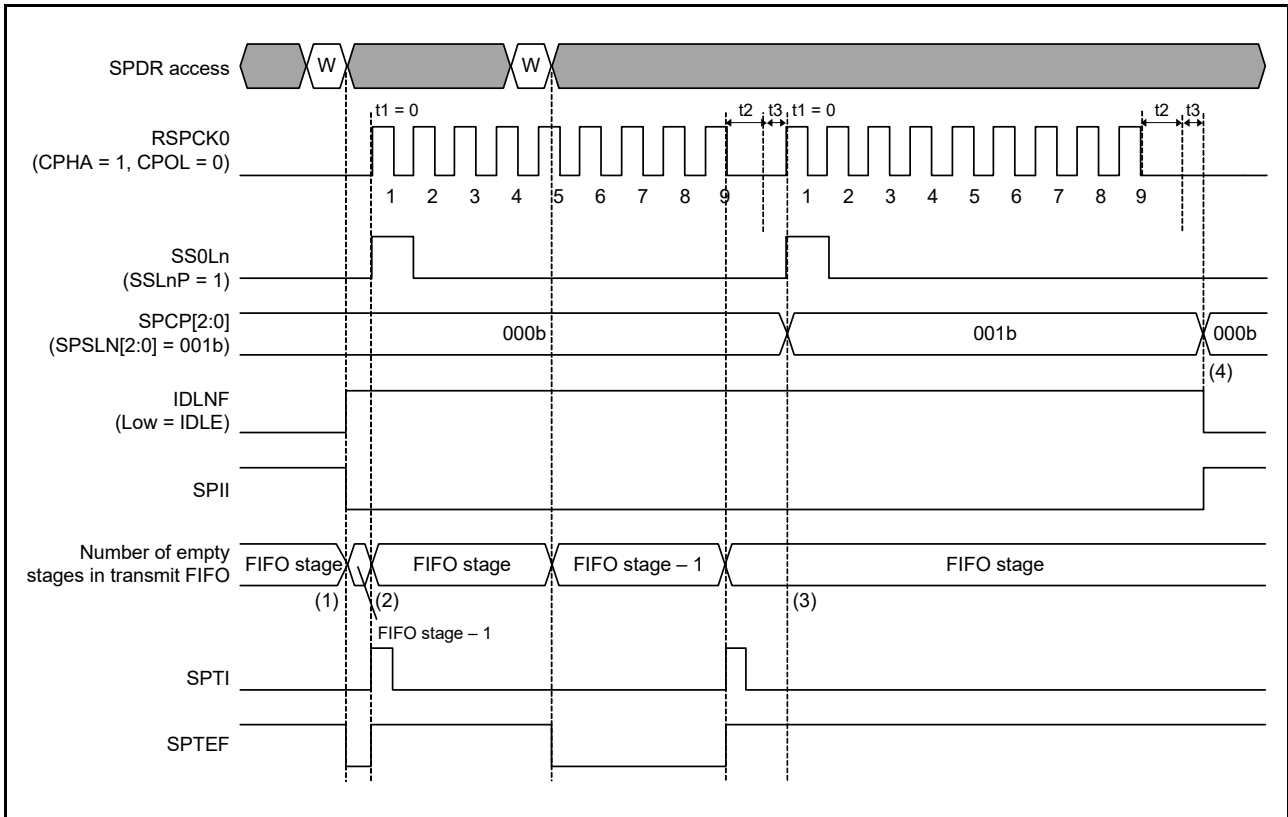 SPDR access
W
W
t1 = 0
t2
t3
t1 = 0
t2
t3
RSPCK0
(CPHA = 1, CPOL = 0)
1 2 3 4 5 6 7 8 9 1 2 3 4 5 6 7 8 9
SS0Ln
(SSLnP = 1)
SPCP[2:0]
(SPSLN[2:0] = 001b)
000b
001b
000b
(4)
IDLNF
(Low = IDLE)
SPII
Number of empty
stages in transmit FIFO
FIFO stage
FIFO stage
FIFO stage – 1
FIFO stage
(1)
(2)
(3)
FIFO stage – 1
SPTI
SPTEF